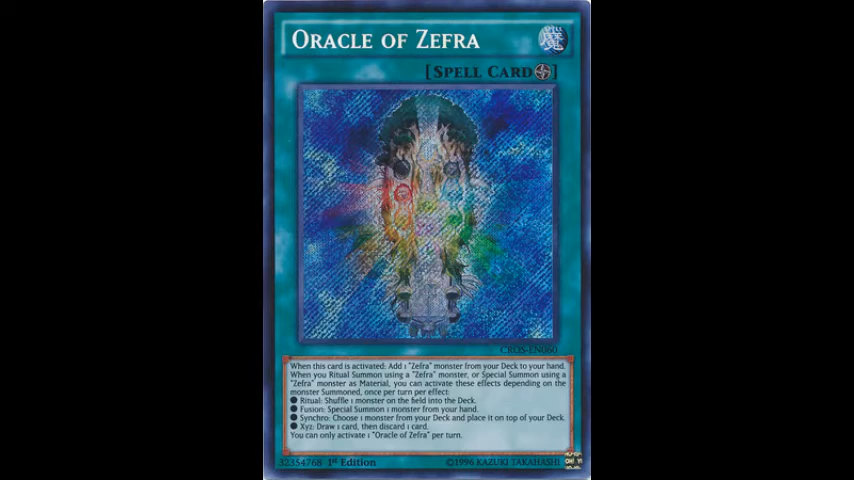 ORACLE OF ZEFRA
魔
[SPELL CARD]
CROS-EN060
When this card is activated: Add 1 "Zefra" monster from your Deck to your hand.
When you Ritual Summon using a "Zefra" monster, or Special Summon using a
"Zefra" monster as Material, you can activate these effects depending on the
monster Summoned, once per turn per effect:
● Ritual: Shuffle 1 monster on the field into the Deck.
● Fusion: Special Summon 1 monster from your hand.
● Synchro: Choose 1 monster from your Deck and place it on top of your Deck.
● Xyz: Draw 1 card, then discard 1 card.
You can only activate 1 "Oracle of Zefra" per turn.
32354768 1st Edition ©1996 KAZUKI TAKAHASHI